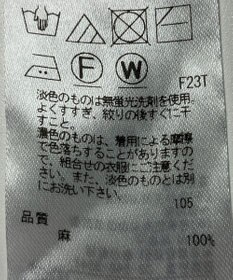 F
W
F23T
淡色のものは無蛍光洗剤を使用、
よくすすぎ、絞りの後すぐに干
すこと。
濃色のものは、着用による摩擦
で色落ちすることがありますの
で、組合せの衣服にご注意くださ
い。また、淡色のものとは別
にお洗い下さい。
105
品質
麻 100%